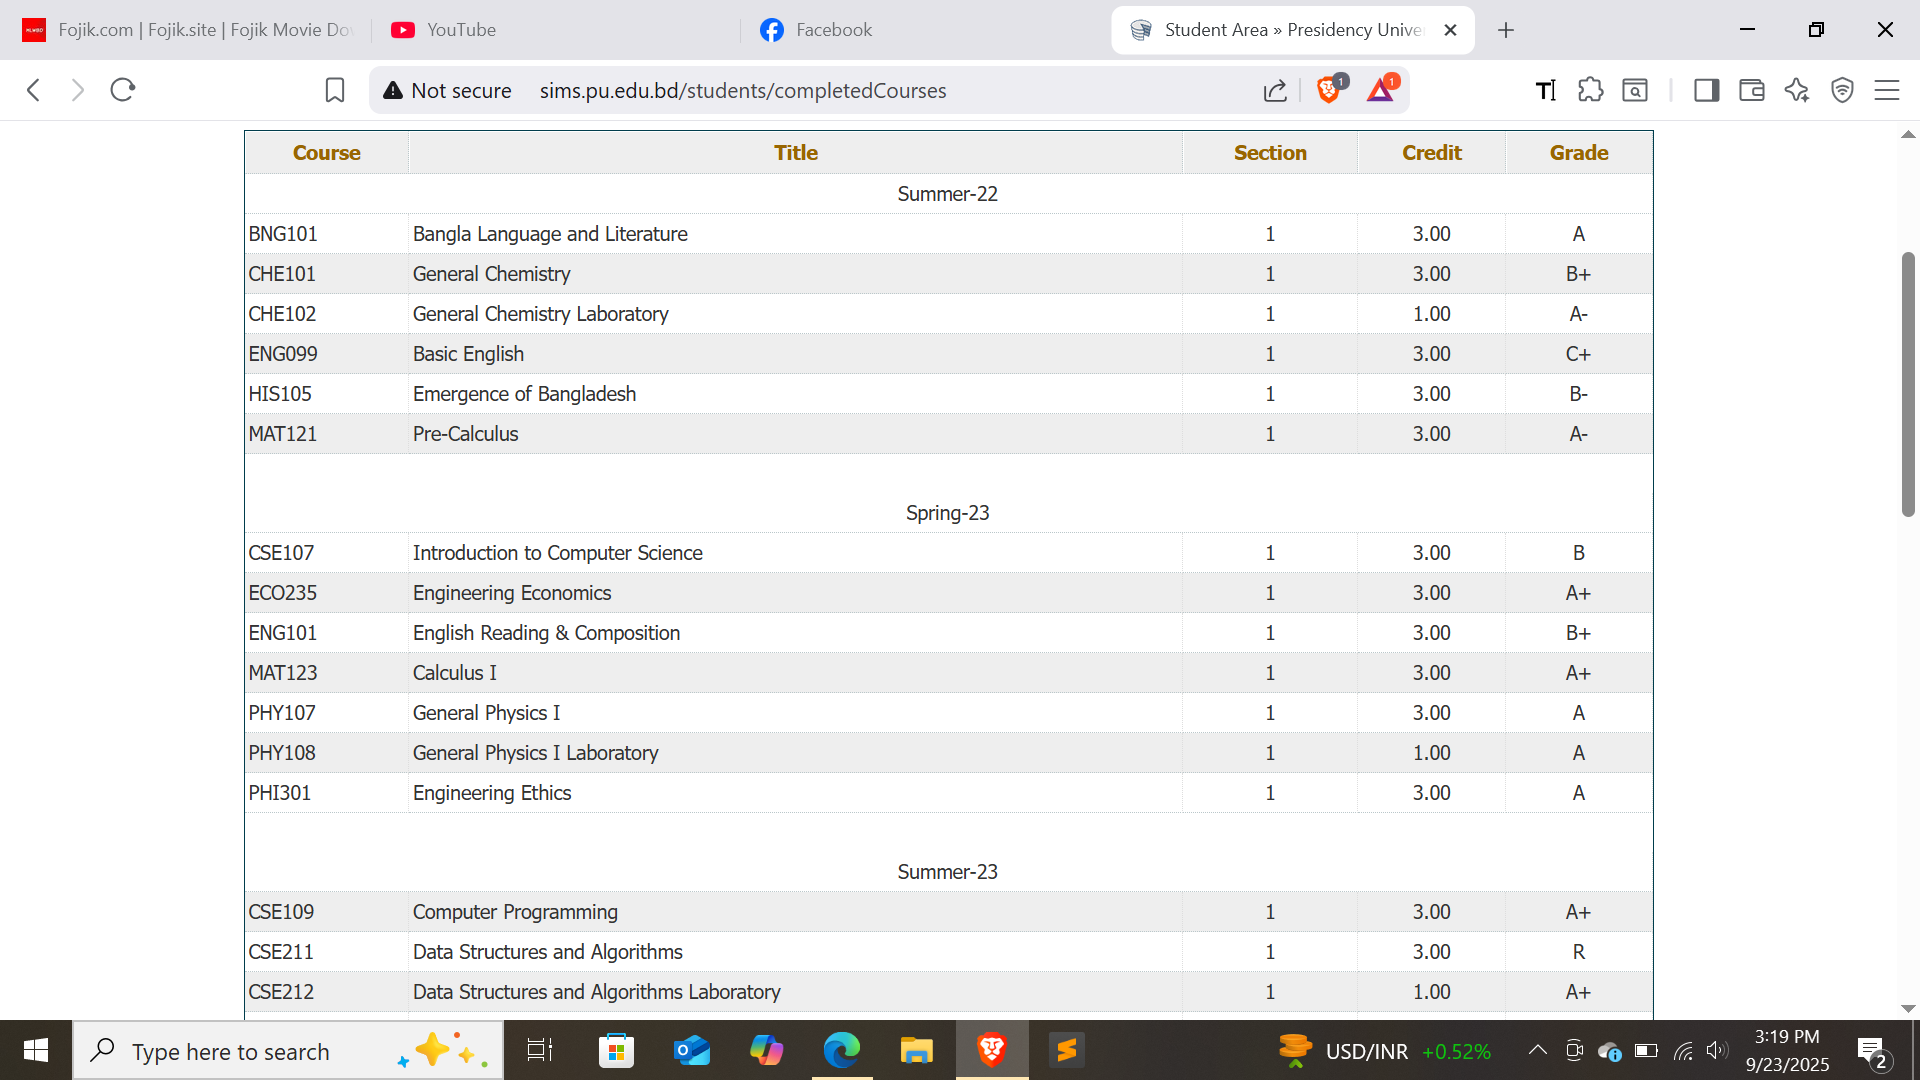 Fojik.com | Fojik.site | Fojik Movie Do
YouTube
Facebook
Student Area » Presidency Unive
Not secure sims.pu.edu.bd/students/completedCourses
1
1
Course Title Section Credit Grade
Summer-22
BNG101 Bangla Language and Literature 1 3.00 A
CHE101 General Chemistry 1 3.00 B+
CHE102 General Chemistry Laboratory 1 1.00 A-
ENG099 Basic English 1 3.00 C+
HIS105 Emergence of Bangladesh 1 3.00 B-
MAT121 Pre-Calculus 1 3.00 A-
Spring-23
CSE107 Introduction to Computer Science 1 3.00 B
ECO235 Engineering Economics 1 3.00 A+
ENG101 English Reading & Composition 1 3.00 B+
MAT123 Calculus I 1 3.00 A+
PHY107 General Physics I 1 3.00 A
PHY108 General Physics I Laboratory 1 1.00 A
PHI301 Engineering Ethics 1 3.00 A
Summer-23
CSE109 Computer Programming 1 3.00 A+
CSE211 Data Structures and Algorithms 1 3.00 R
CSE212 Data Structures and Algorithms Laboratory 1 1.00 A+
Type here to search
USD/INR +0.52%
3:19 PM
9/23/2025
2